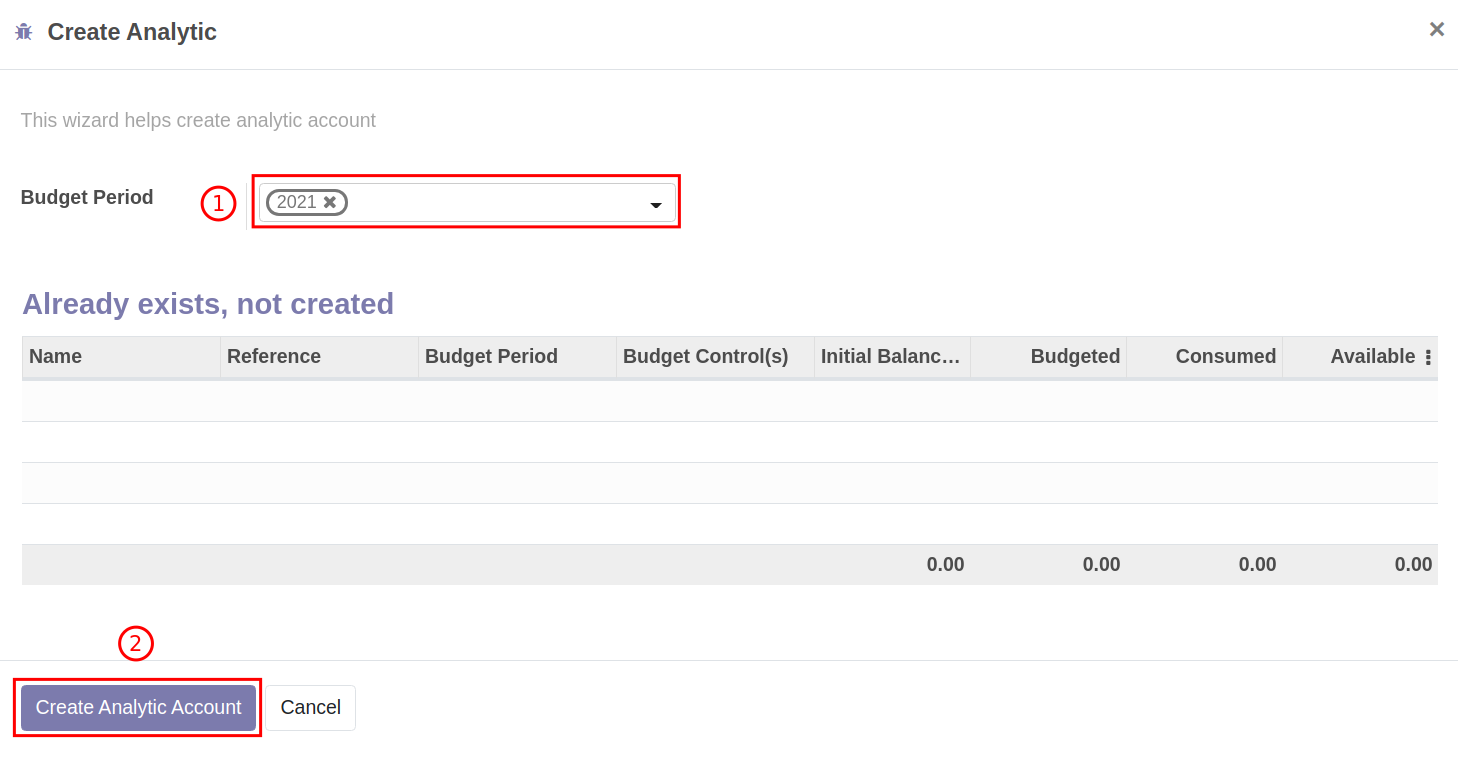 Create Analytic ×
This wizard helps create analytic account
Budget Period 1 2021 ✖
Already exists, not created
Name Reference Budget Period Budget Control(s) Initial Balanc… Budgeted Consumed Available
0.00 0.00 0.00 0.00
2
Create Analytic Account Cancel